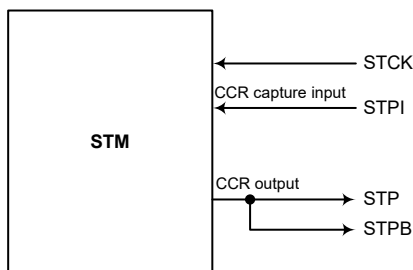 STCK
CCR capture input
STPI
STM
CCR output
STP
STPB